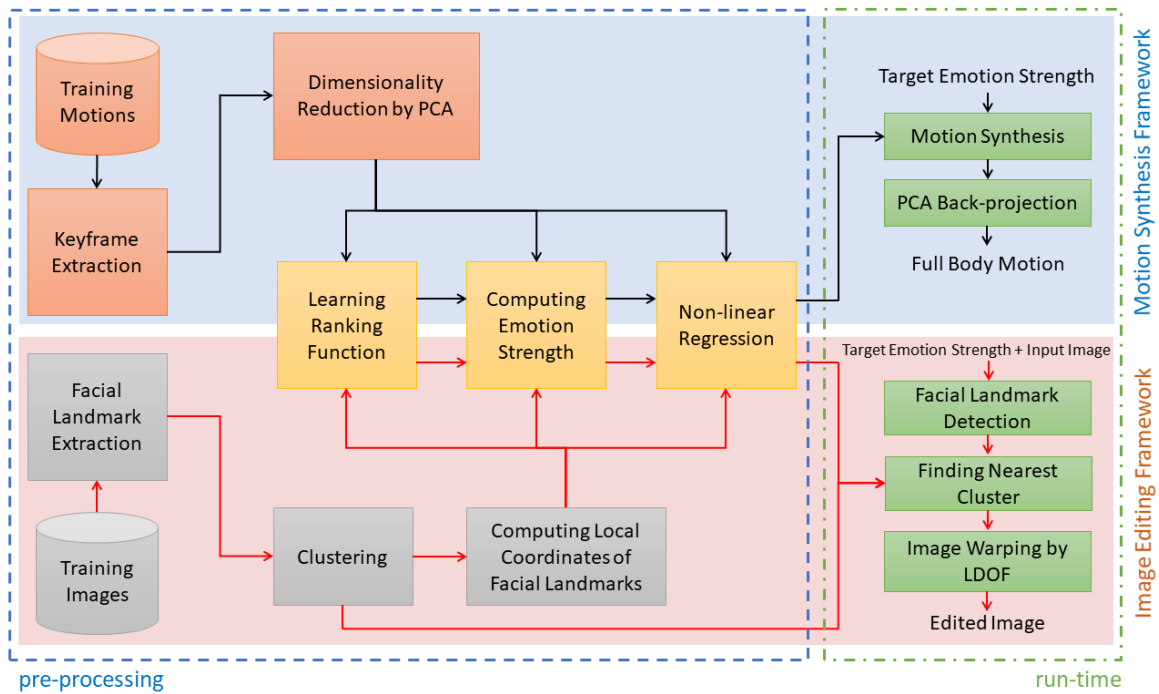 Training
Motions
Dimensionality
Reduction by PCA
Keyframe
Extraction
Target Emotion Strength
Motion Synthesis
PCA Back-projection
Full Body Motion
Motion Synthesis Framework
Learning
Ranking
Function
Computing
Emotion
Strength
Non-linear
Regression
Facial
Landmark
Extraction
Training
Images
Clustering
Computing Local
Coordinates of
Facial Landmarks
Target Emotion Strength + Input Image
Facial Landmark
Detection
Finding Nearest
Cluster
Image Warping by
LDOF
Edited Image
Image Editing Framework
pre-processing
run-time